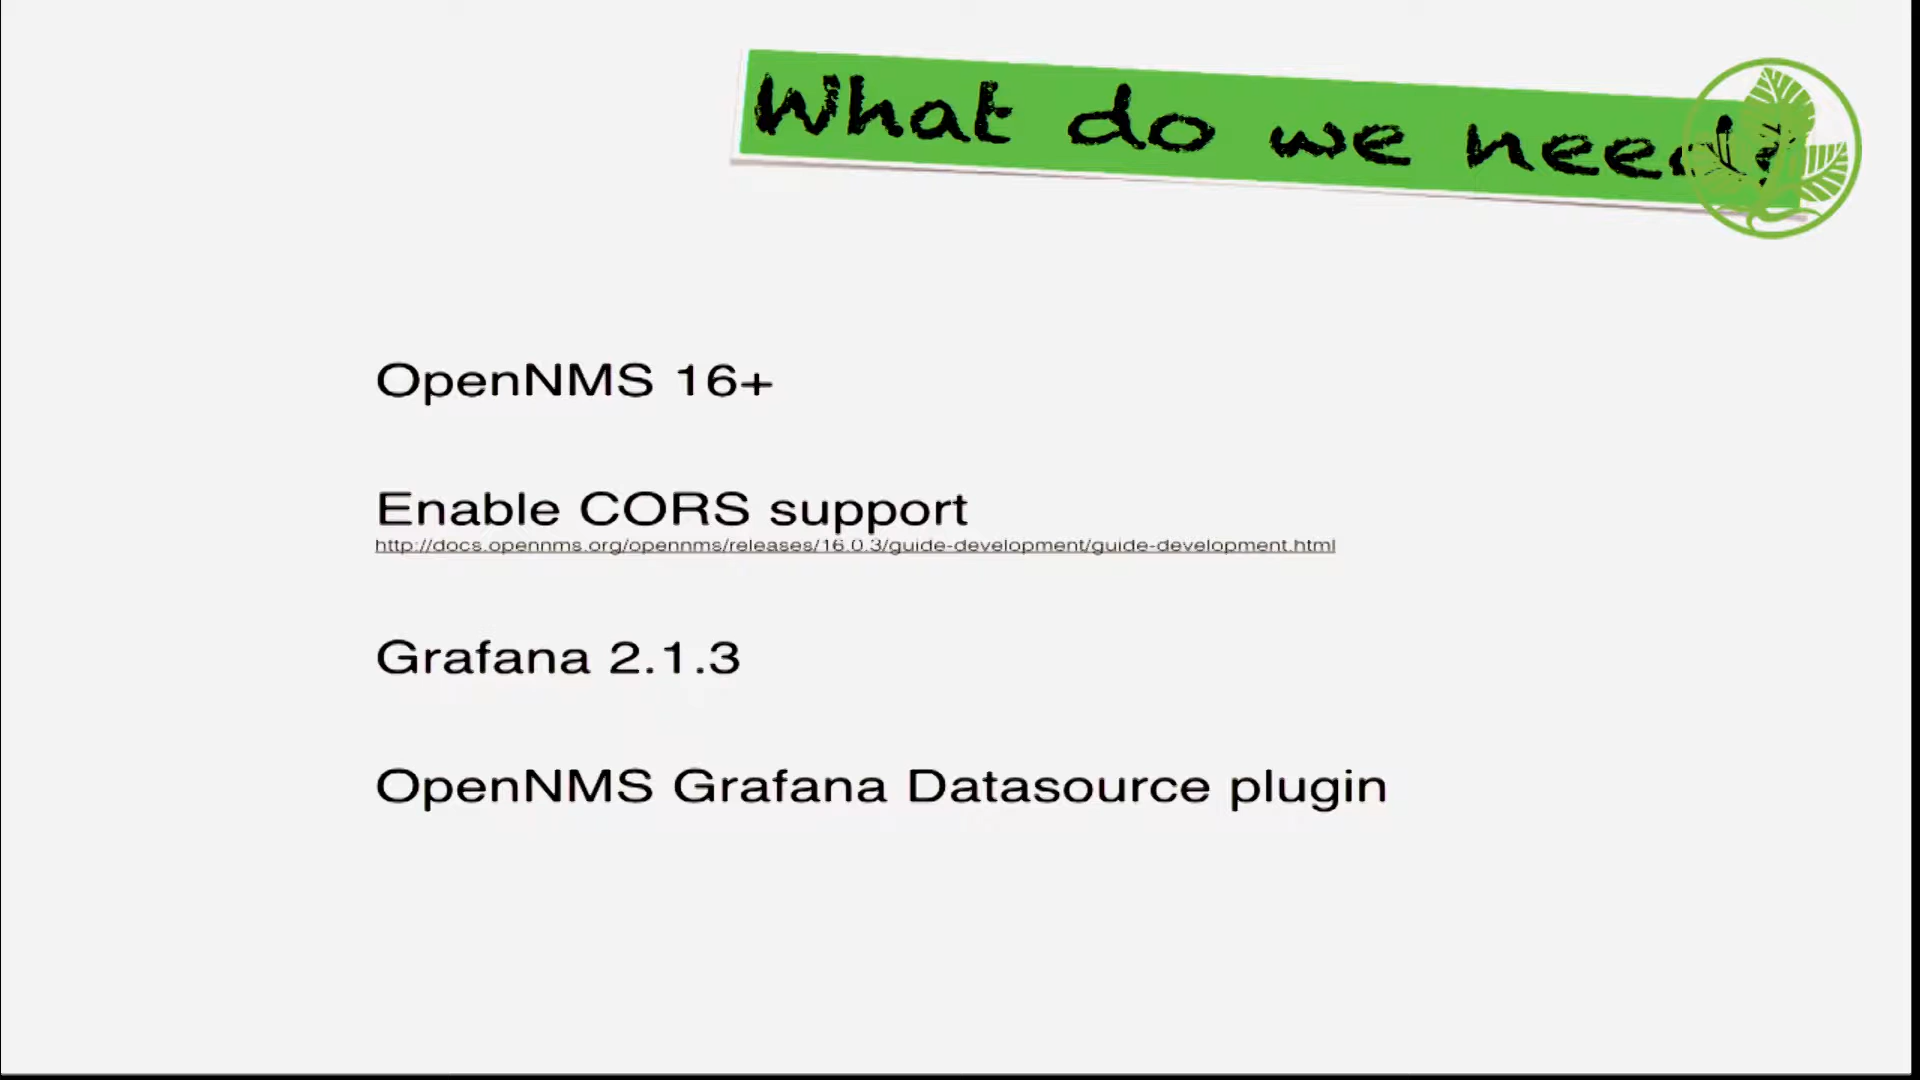 What do we need?
OpenNMS 16+
Enable CORS support
http://docs.opennms.org/opennms/releases/16.0.3/guide-development/guide-development.html
Grafana 2.1.3
OpenNMS Grafana Datasource plugin